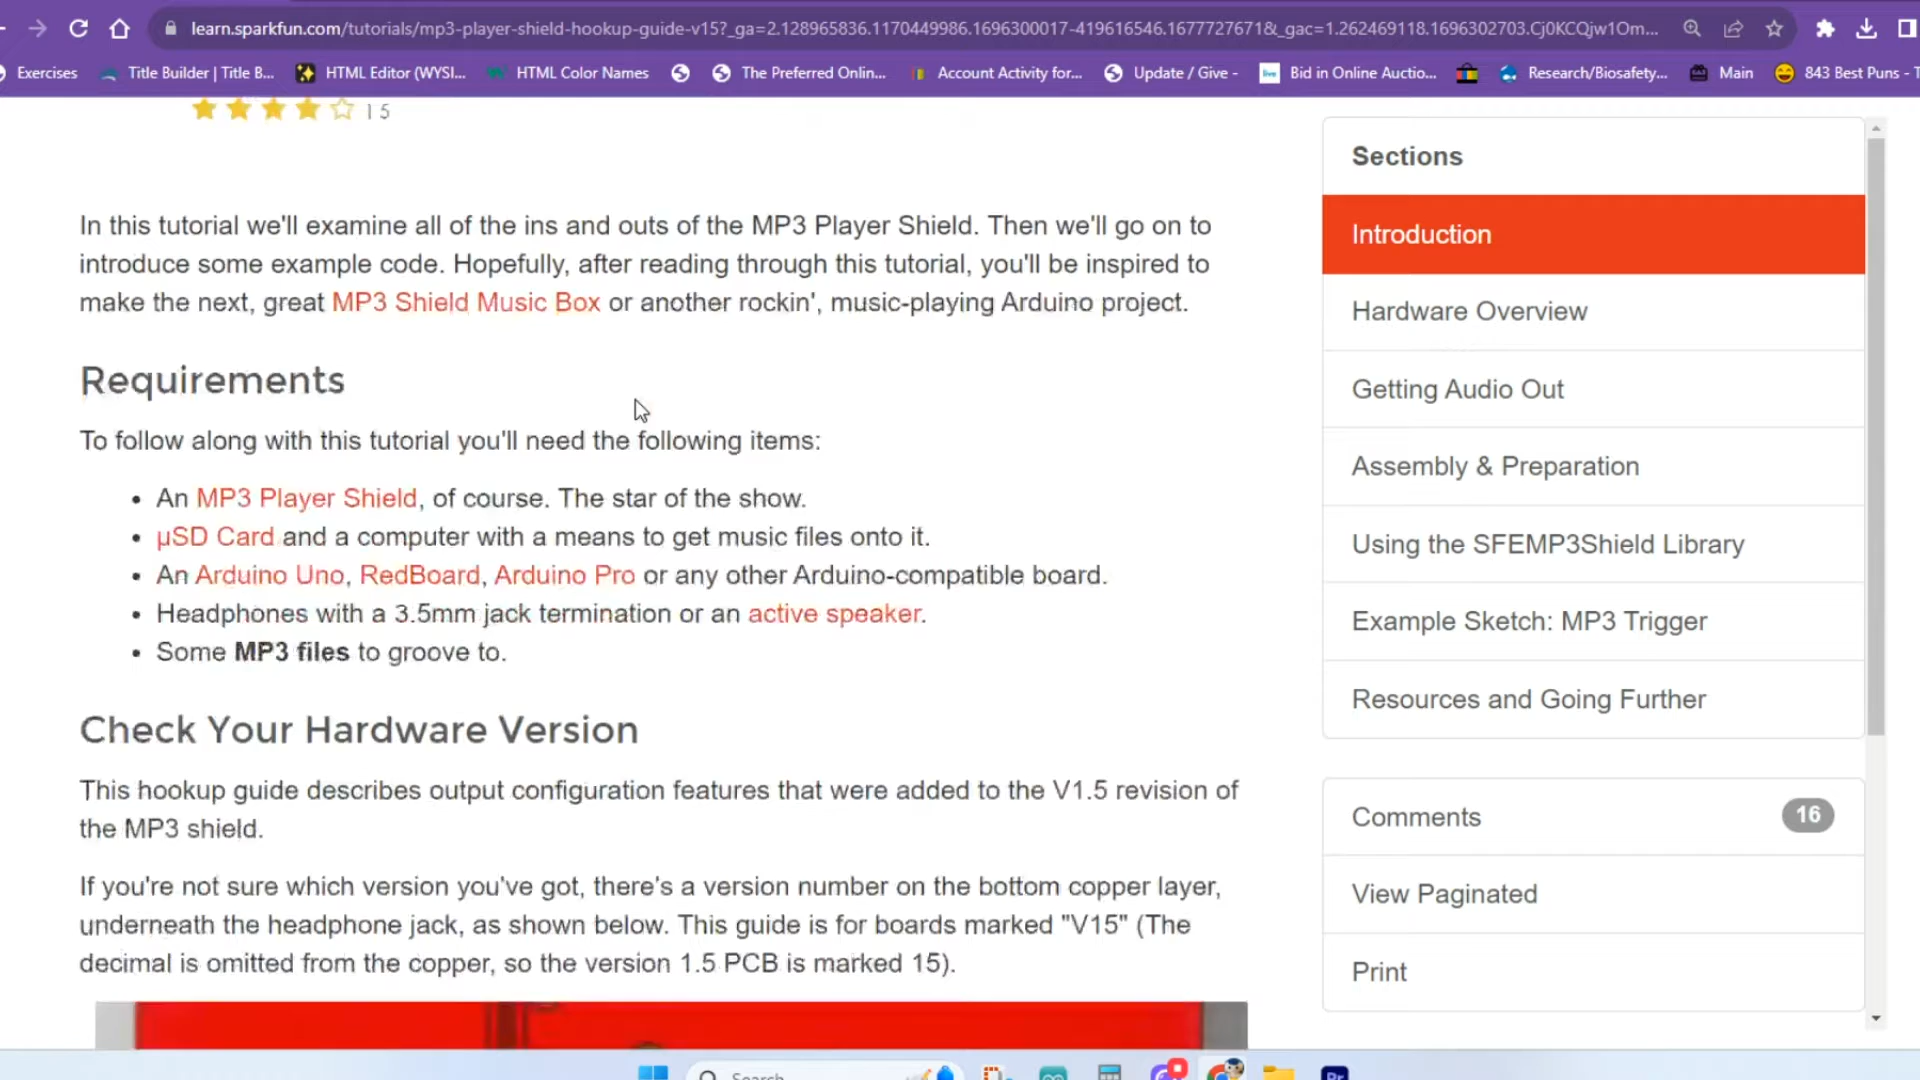 learn.sparkfun.com/tutorials/mp3-player-shield-hookup-guide-v15?_ga=2.128965836.1170449986.1696300017-419616546.1677727671&_gac=1.262469118.1696302703.Cj0KCQjw1Om...
Exercises Title Builder | Title B... HTML Editor (WYSI... HTML Color Names The Preferred Onlin... Account Activity for... Update / Give - Bid in Online Auctio... Research/Biosafety... Main 843 Best Puns - T
15
In this tutorial we'll examine all of the ins and outs of the MP3 Player Shield. Then we'll go on to
introduce some example code. Hopefully, after reading through this tutorial, you'll be inspired to
make the next, great MP3 Shield Music Box or another rockin', music-playing Arduino project.
Requirements
To follow along with this tutorial you'll need the following items:
• An MP3 Player Shield, of course. The star of the show.
• µSD Card and a computer with a means to get music files onto it.
• An Arduino Uno, RedBoard, Arduino Pro or any other Arduino-compatible board.
• Headphones with a 3.5mm jack termination or an active speaker.
• Some MP3 files to groove to.
Check Your Hardware Version
This hookup guide describes output configuration features that were added to the V1.5 revision of
the MP3 shield.
If you're not sure which version you've got, there's a version number on the bottom copper layer,
underneath the headphone jack, as shown below. This guide is for boards marked "V15" (The
decimal is omitted from the copper, so the version 1.5 PCB is marked 15).
Sections
Introduction
Hardware Overview
Getting Audio Out
Assembly & Preparation
Using the SFEMP3Shield Library
Example Sketch: MP3 Trigger
Resources and Going Further
Comments 16
View Paginated
Print
Search
Pr